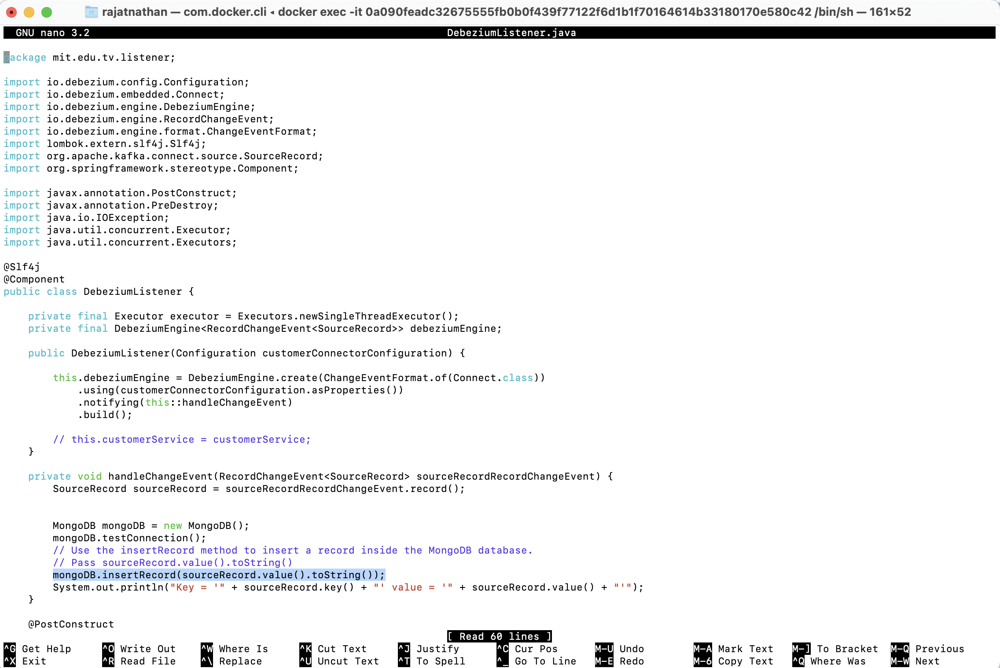 rajatnathan — com.docker.cli ◂ docker exec -it 0a090feadc32675555fb0b0f439f77122f6d1b1f70164614b33180170e580c42 /bin/sh — 161×52
GNU nano 3.2 DebeziumListener.java
package mit.edu.tv.listener;
import io.debezium.config.Configuration;
import io.debezium.embedded.Connect;
import io.debezium.engine.DebeziumEngine;
import io.debezium.engine.RecordChangeEvent;
import io.debezium.engine.format.ChangeEventFormat;
import lombok.extern.slf4j.Slf4j;
import org.apache.kafka.connect.source.SourceRecord;
import org.springframework.stereotype.Component;
import javax.annotation.PostConstruct;
import javax.annotation.PreDestroy;
import java.io.IOException;
import java.util.concurrent.Executor;
import java.util.concurrent.Executors;
@Slf4j
@Component
public class DebeziumListener {
    private final Executor executor = Executors.newSingleThreadExecutor();
    private final DebeziumEngine<RecordChangeEvent<SourceRecord>> debeziumEngine;
    public DebeziumListener(Configuration customerConnectorConfiguration) {
        this.debeziumEngine = DebeziumEngine.create(ChangeEventFormat.of(Connect.class))
            .using(customerConnectorConfiguration.asProperties())
            .notifying(this::handleChangeEvent)
            .build();
        // this.customerService = customerService;
    }
    private void handleChangeEvent(RecordChangeEvent<SourceRecord> sourceRecordRecordChangeEvent) {
        SourceRecord sourceRecord = sourceRecordRecordChangeEvent.record();
        MongoDB mongoDB = new MongoDB();
        mongoDB.testConnection();
        // Use the insertRecord method to insert a record inside the MongoDB database.
        // Pass sourceRecord.value().toString()
        mongoDB.insertRecord(sourceRecord.value().toString());
        System.out.println("Key = '" + sourceRecord.key() + "' value = '" + sourceRecord.value() + "'");
    }
    @PostConstruct
[ Read 60 lines ]
^G Get Help ^O Write Out ^W Where Is ^K Cut Text ^J Justify ^C Cur Pos M-U Undo M-A Mark Text M-] To Bracket M-Q Previous
^X Exit ^R Read File ^\ Replace ^U Uncut Text ^T To Spell ^_ Go To Line M-E Redo M-6 Copy Text ^Q Where Was M-W Next